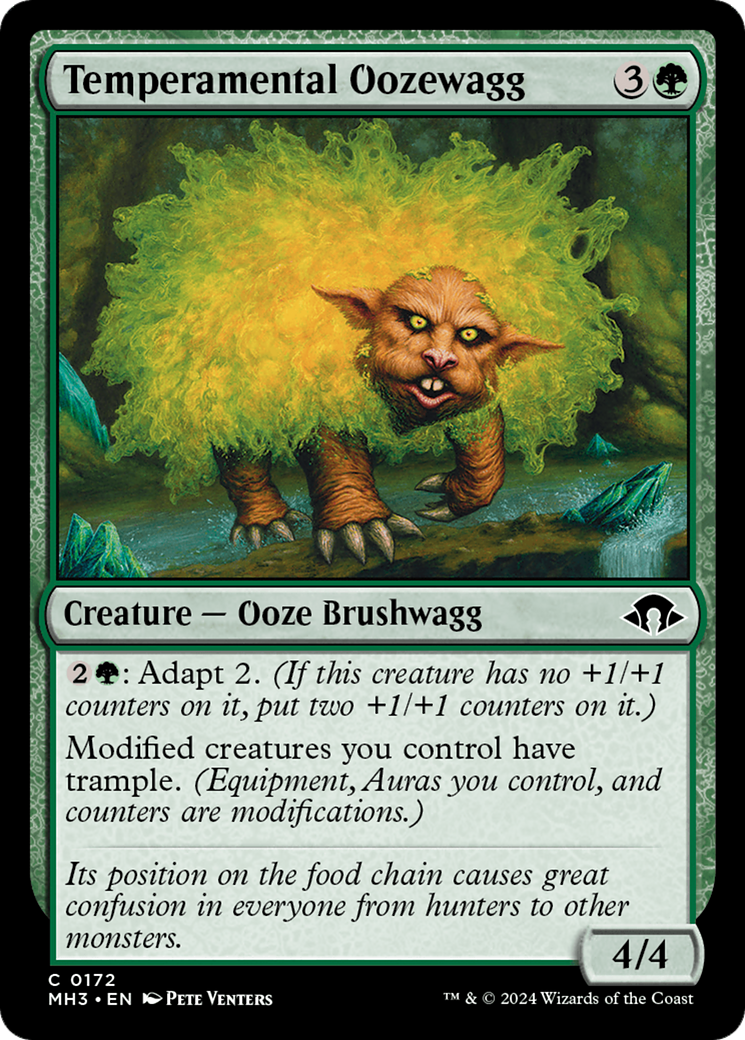 Temperamental Oozewagg 3
Creature — Ooze Brushwagg
2: Adapt 2. (If this creature has no +1/+1
counters on it, put two +1/+1 counters on it.)
Modified creatures you control have
trample. (Equipment, Auras you control, and
counters are modifications.)
Its position on the food chain causes great
confusion in everyone from hunters to other
monsters.
4/4
C 0172
MH3 • EN Pete Venters
™ & © 2024 Wizards of the Coast